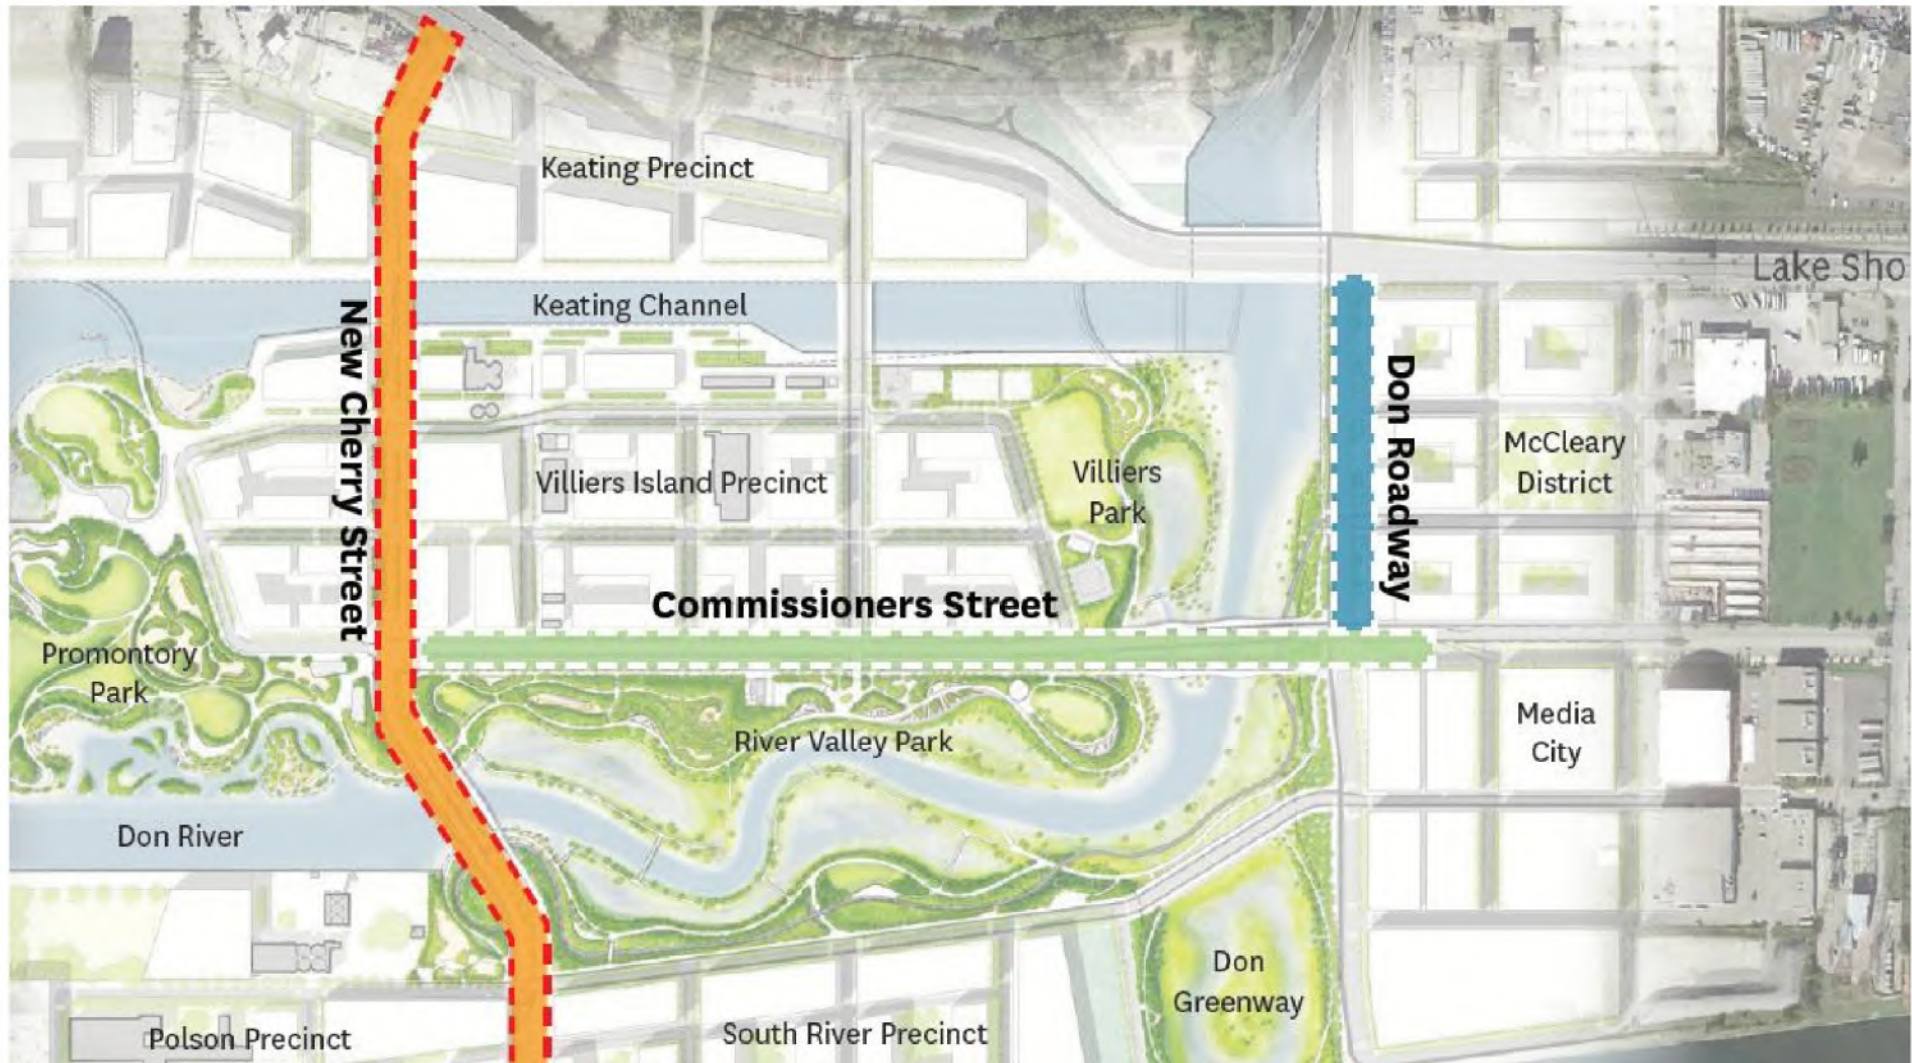 Keating Precinct
Lake Sho
Keating Channel
New Cherry Street
Don Roadway
McCleary
District
Villiers Island Precinct
Villiers
Park
Commissioners Street
Promontory
Park
Media
City
River Valley Park
Don River
Don
Greenway
South River Precinct
Polson Precinct